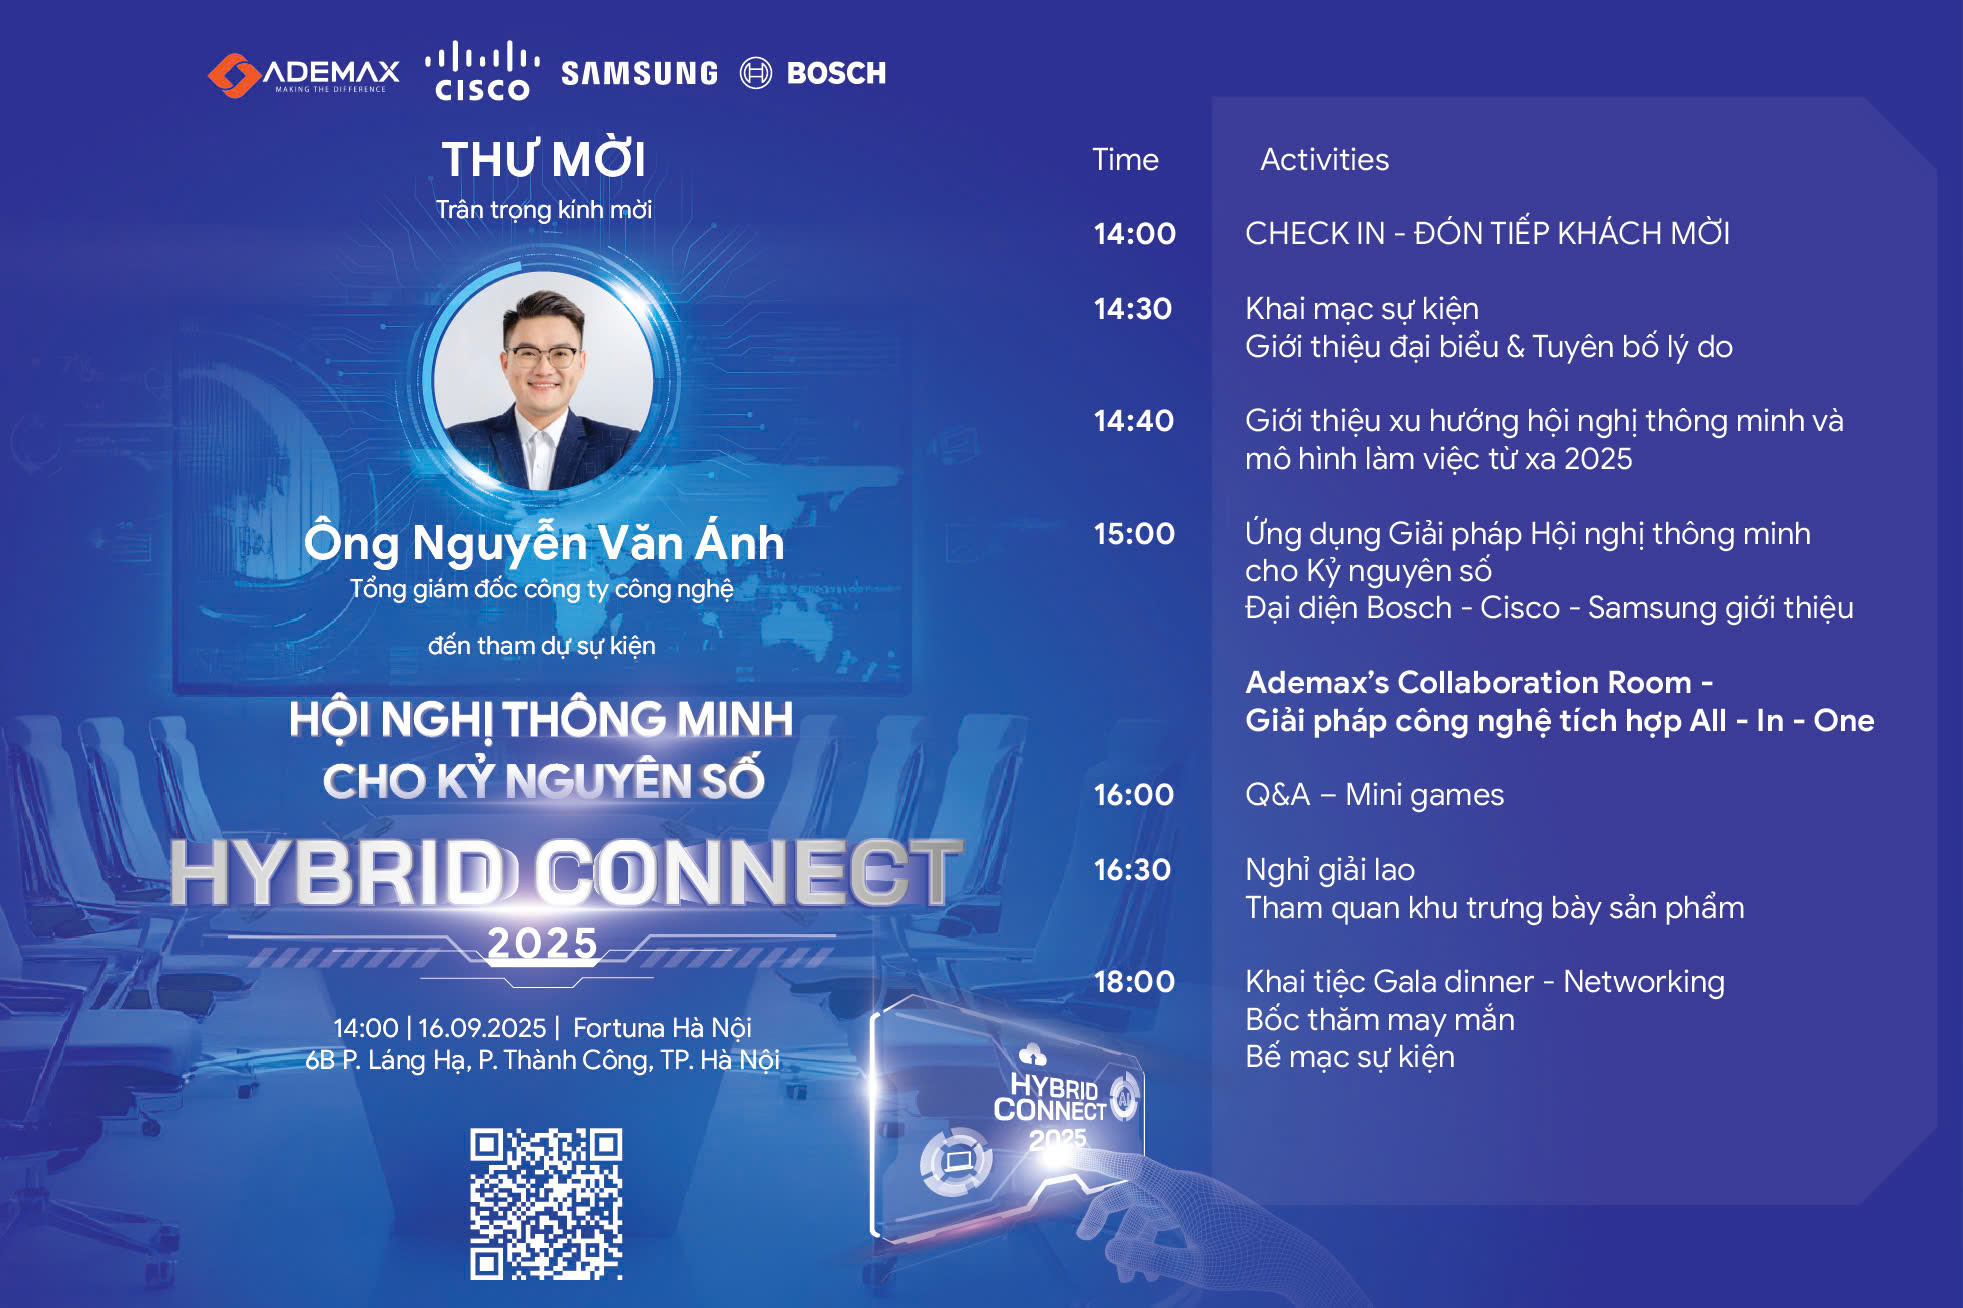 ADEMAX
MAKING THE DIFFERENCE
CISCO
SAMSUNG
BOSCH
THƯ MỜI
Trân trọng kính mời
Ông Nguyễn Văn Ánh
Tổng giám đốc công ty công nghệ
đến tham dự sự kiện
HỘI NGHỊ THÔNG MINH
CHO KỶ NGUYÊN SỐ
HYBRID CONNECT
2025
14:00 | 16.09.2025 | Fortuna Hà Nội
6B P. Láng Hạ, P. Thành Công, TP. Hà Nội
HYBRID
CONNECT
2025
AI
Time Activities
14:00 CHECK IN - ĐÓN TIẾP KHÁCH MỜI
14:30 Khai mạc sự kiện
Giới thiệu đại biểu & Tuyên bố lý do
14:40 Giới thiệu xu hướng hội nghị thông minh và
mô hình làm việc từ xa 2025
15:00 Ứng dụng Giải pháp Hội nghị thông minh
cho Kỷ nguyên số
Đại diện Bosch - Cisco - Samsung giới thiệu
Ademax's Collaboration Room -
Giải pháp công nghệ tích hợp All - In - One
16:00 Q&A – Mini games
16:30 Nghỉ giải lao
Tham quan khu trưng bày sản phẩm
18:00 Khai tiệc Gala dinner - Networking
Bốc thăm may mắn
Bế mạc sự kiện